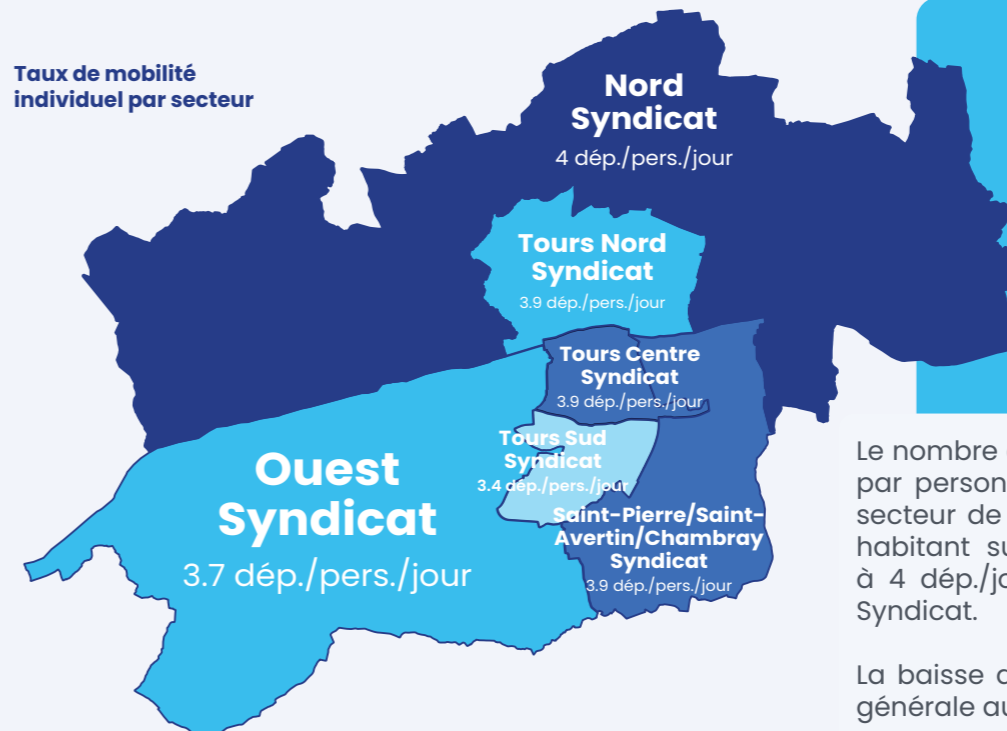 Taux de mobilité
individuel par secteur
Nord
Syndicat
4 dép./pers./jour
Tours Nord
Syndicat
3.9 dép./pers./jour
Tours Centre
Syndicat
3.9 dép./pers./jour
Tours Sud
Syndicat
3.4 dép./pers./jour
Ouest
Syndicat
3.7 dép./pers./jour
Saint-Pierre/Saint-
Avertin/Chambray
Syndicat
3.9 dép./pers./jour
Le nombre
par person
secteur de
habitant su
à 4 dép./jo
Syndicat.
La baisse
générale au